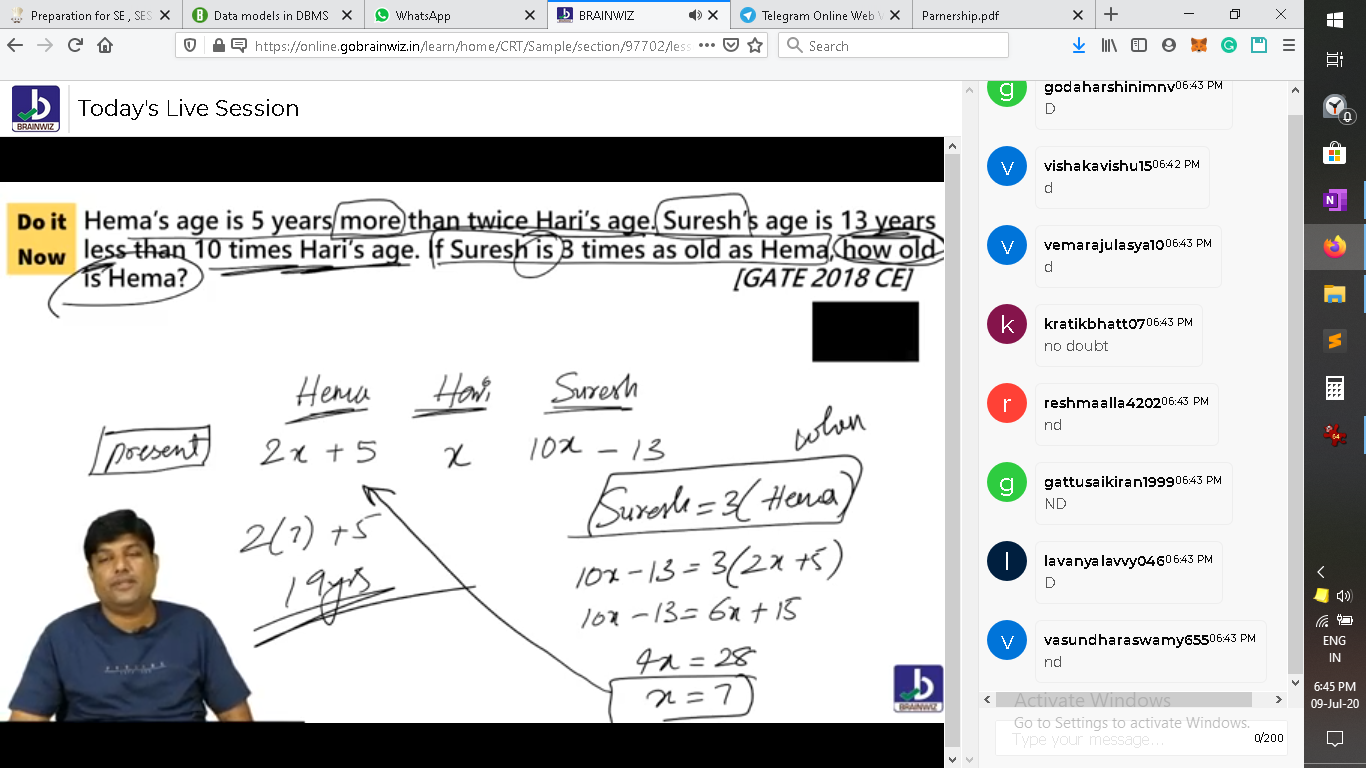 Preparation for SE , SES
Data models in DBMS
WhatsApp
BRAINWIZ
Telegram Online Web
Parnership.pdf
https://online.gobrainwiz.in/learn/home/CRT/Sample/section/97702/less
Search
BRAINWIZ
Today's Live Session
Do it Now
Hema's age is 5 years more than twice Hari's age. Suresh's age is 13 years
less than 10 times Hari's age. If Suresh is 3 times as old as Hema, how old
is Hema?
[GATE 2018 CE]
Hema Hari Suresh
present 2x + 5 x 10x - 13
when
Suresh = 3(Hema)
2(7) + 5
19yrs
10x - 13 = 3(2x + 5)
10x - 13 = 6x + 15
4x = 28
x = 7
BRAINWIZ
godaharshinimnv 06:43 PM
D
vishakavishu15 06:42 PM
d
vemarajulasya10 06:43 PM
d
kratikbhatt07 06:43 PM
no doubt
reshmaalla4202 06:43 PM
nd
gattusaikiran1999 06:43 PM
ND
lavanyalavvy046 06:43 PM
D
vasundharaswamy655 06:43 PM
nd
Activate Windows
Go to Settings to activate Windows.
Type your message...
0/200
ENG
IN
6:45 PM
09-Jul-20